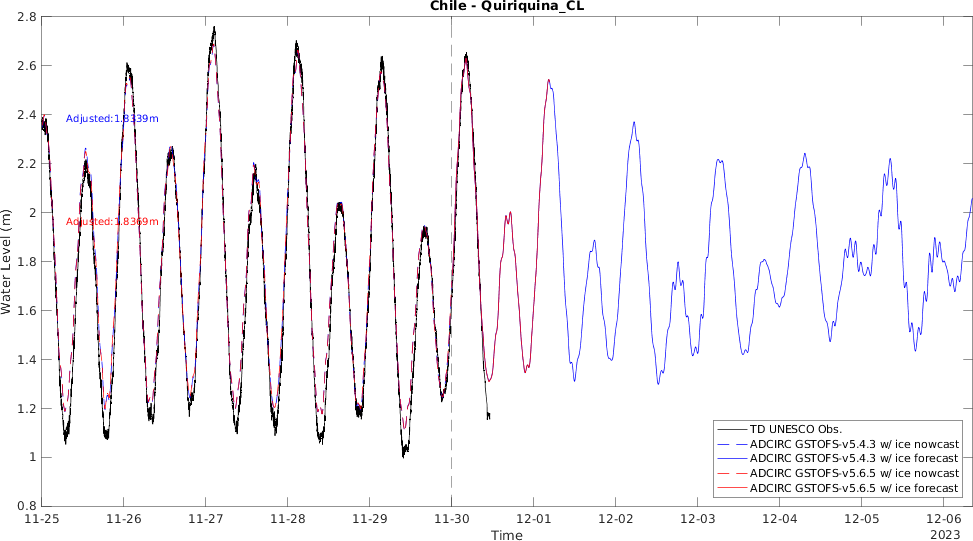 Chile - Quiriquina_CL
2.8
2.6
2.4
2.2
2
1.8
1.6
1.4
1.2
1
0.8
Water Level (m)
Adjusted:1.8339m
Adjusted:1.8369m
TD UNESCO Obs.
ADCIRC GSTOFS-v5.4.3 w/ ice nowcast
ADCIRC GSTOFS-v5.4.3 w/ ice forecast
ADCIRC GSTOFS-v5.6.5 w/ ice nowcast
ADCIRC GSTOFS-v5.6.5 w/ ice forecast
11-25 11-26 11-27 11-28 11-29 11-30 12-01 12-02 12-03 12-04 12-05 12-06
Time
2023